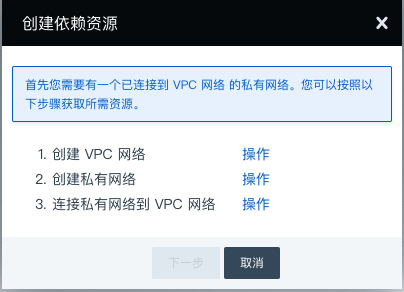 创建依赖资源
首先您需要有一个已连接到 VPC 网络 的私有网络。您可以按照以
下步骤获取所需资源。
1. 创建 VPC 网络 操作
2. 创建私有网络 操作
3. 连接私有网络到 VPC 网络 操作
下一步 取消